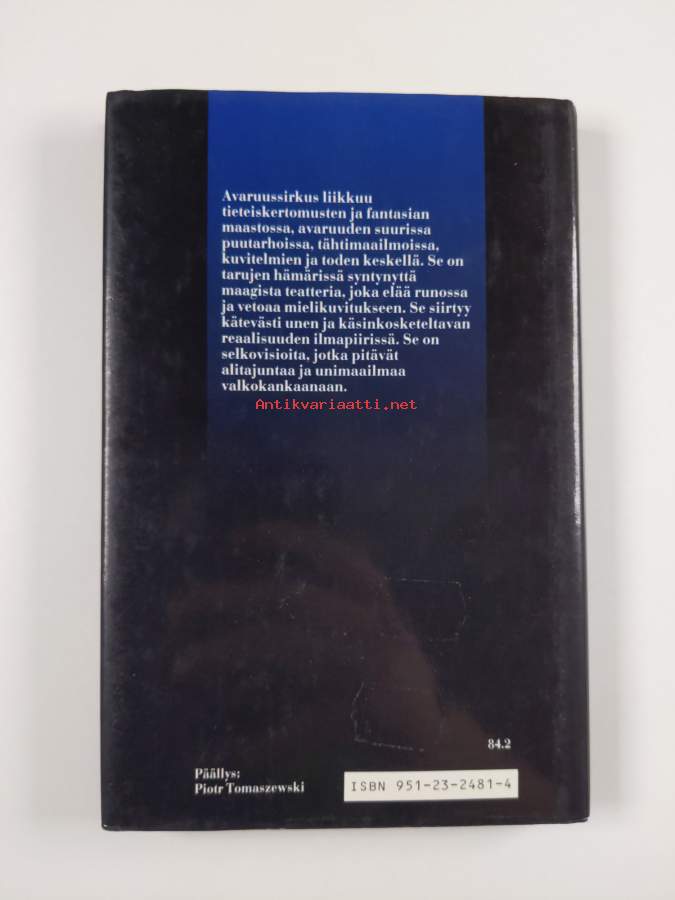 Avaruussirkus liikkuu
tieteiskertomusten ja fantasian
maastossa, avaruuden suurissa
puutarhoissa, tähtimaailmoissa,
kuvitelmien ja toden keskellä. Se on
tarujen hämärissä syntynyttä
maagista teatteria, joka elää runossa
ja vetoaa mielikuvitukseen. Se siirtyy
kätevästi unen ja käsinkosketeltavan
reaalisuuden ilmapiirissä. Se on
selkovisioita, jotka pitävät
alitajuntaa ja unimaailmaa
valkokankaanaan.
Antikvariaatti.net
84.2
Päällys:
Piotr Tomaszewski
ISBN 951-23-2481-4